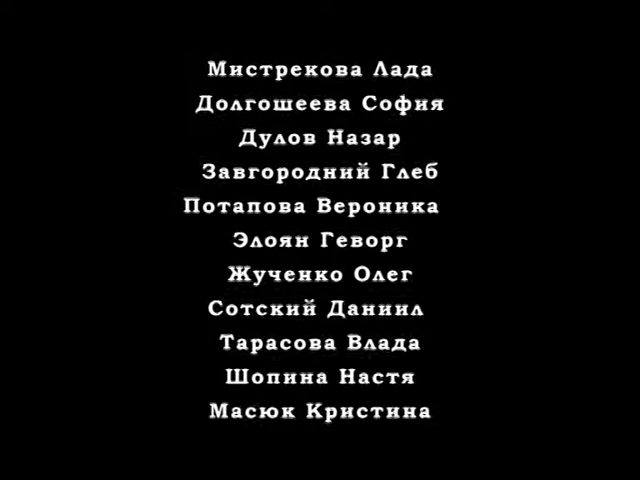 Мистрекова Лада
Долгошеева София
Дулов Назар
Завгородний Глеб
Потапова Вероника
Элоян Геворг
Жученко Олег
Сотский Даниил
Тарасова Влада
Шопина Настя
Масюк Кристина